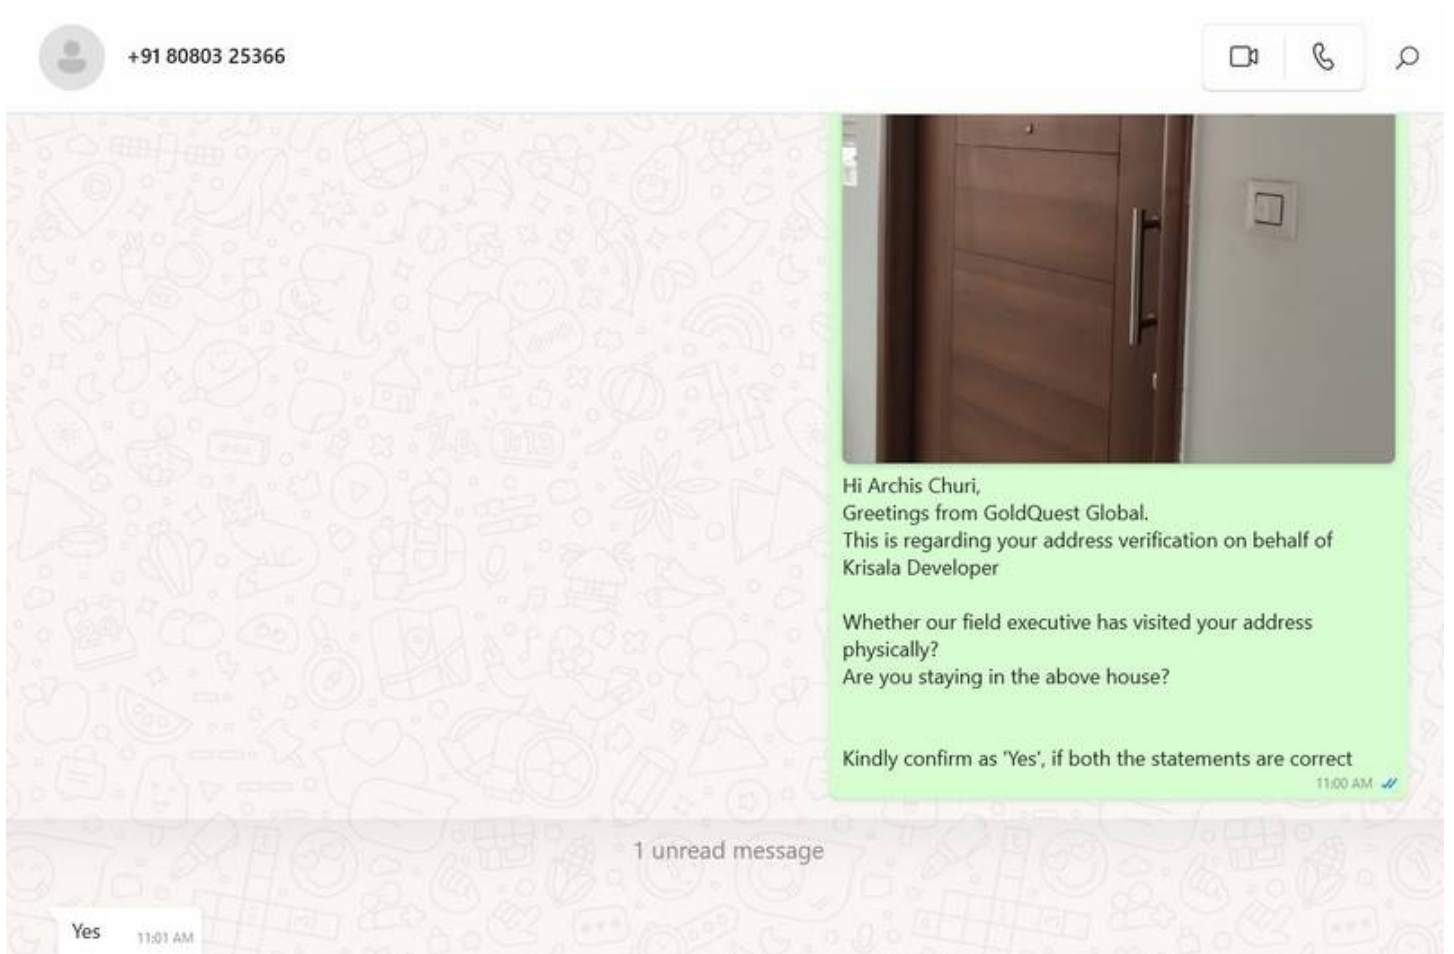 +91 80803 25366
Hi Archis Churi,
Greetings from GoldQuest Global.
This is regarding your address verification on behalf of
Krisala Developer
Whether our field executive has visited your address
physically?
Are you staying in the above house?
Kindly confirm as 'Yes', if both the statements are correct
11:00 AM
1 unread message
Yes
11:01 AM